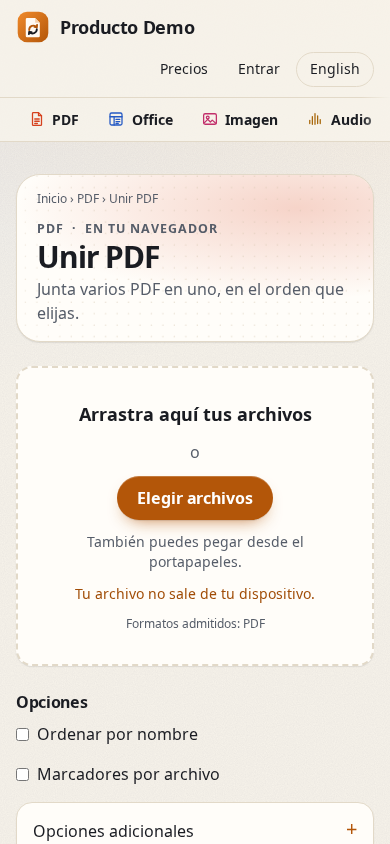 Producto Demo
Precios Entrar English
PDF Office Imagen Audio
Inicio › PDF › Unir PDF
PDF · EN TU NAVEGADOR
Unir PDF
Junta varios PDF en uno, en el orden que
elijas.
Arrastra aquí tus archivos
o
Elegir archivos
También puedes pegar desde el
portapapeles.
Tu archivo no sale de tu dispositivo.
Formatos admitidos: PDF
Opciones
Ordenar por nombre
Marcadores por archivo
Opciones adicionales +